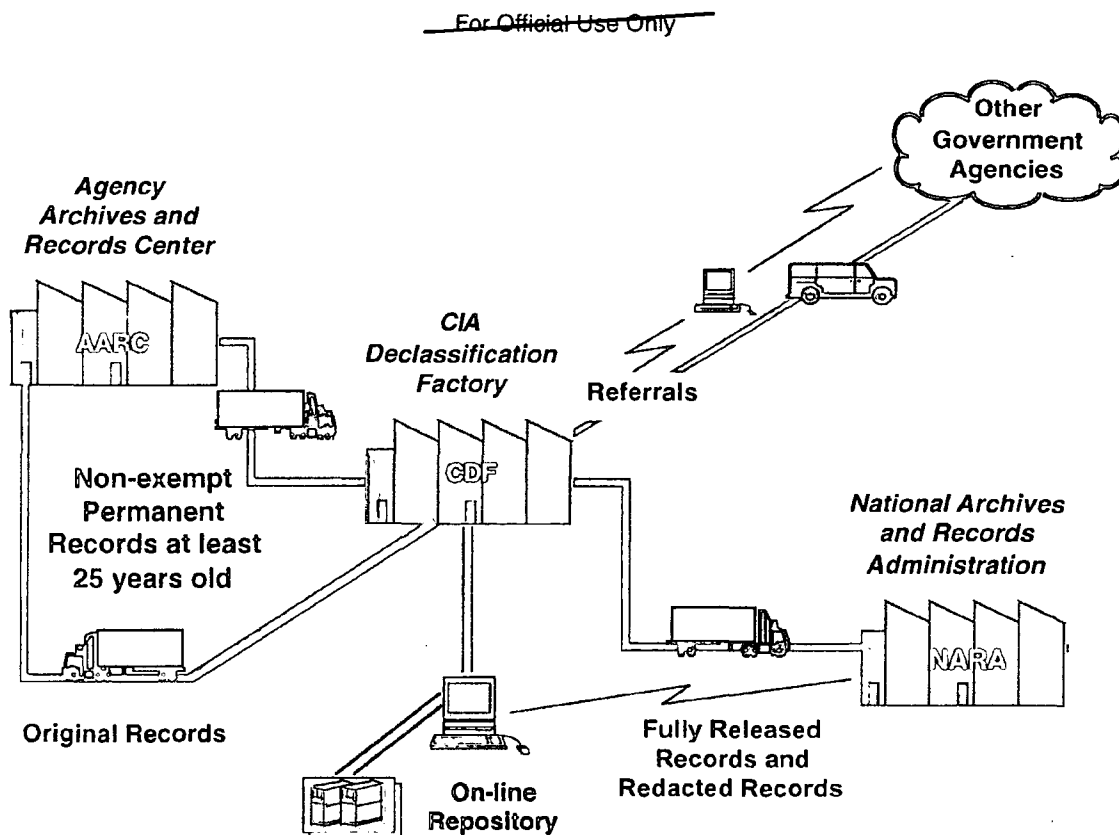 For Official Use Only
Other
Government
Agencies
Agency
Archives and
Records Center
AARC
CIA
Declassification
Factory
Referrals
CDF
Non-exempt
Permanent
Records at least
25 years old
National Archives
and Records
Administration
NARA
Original Records
Fully Released
Records and
Redacted Records
On-line
Repository